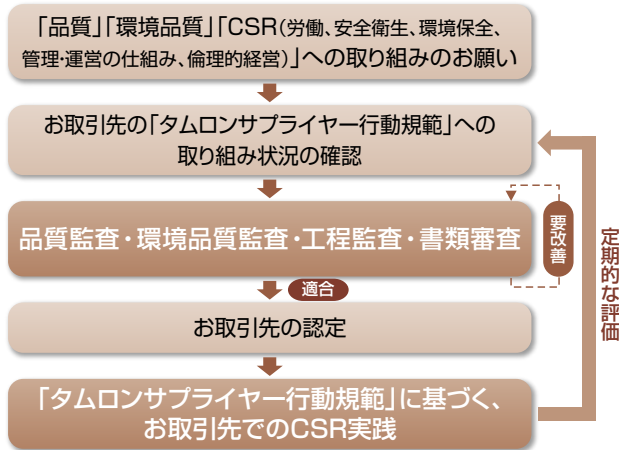 「品質」「環境品質」「CSR(労働、安全衛生、環境保全、
管理・運営の仕組み、倫理的経営)」への取り組みのお願い
お取引先の「タムロンサプライヤー行動規範」への
取り組み状況の確認
品質監査・環境品質監査・工程監査・書類審査
要改善
適合
お取引先の認定
「タムロンサプライヤー行動規範」に基づく、
お取引先でのCSR実践
定期的な評価